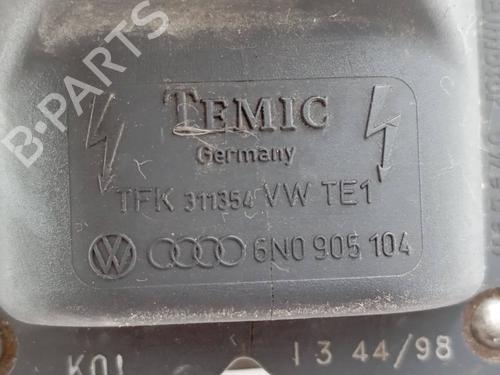 TEMIC
Germany
TFK 311354 VW TE1
6N0 905 104
K01 1 3 44/98
B-PARTS